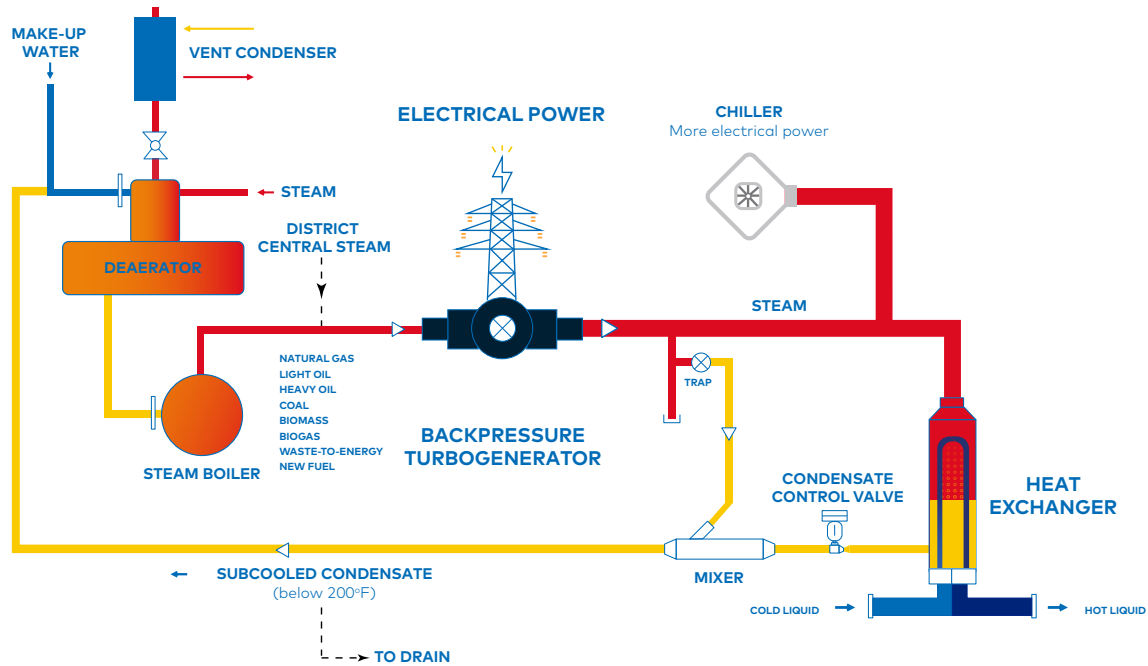 MAKE-UP
WATER
VENT CONDENSER
ELECTRICAL POWER
CHILLER
More electrical power
STEAM
DISTRICT
CENTRAL STEAM
DEAERATOR
STEAM
NATURAL GAS
LIGHT OIL
HEAVY OIL
COAL
BIOMASS
BIOGAS
WASTE-TO-ENERGY
NEW FUEL
TRAP
STEAM BOILER
BACKPRESSURE
TURBOGENERATOR
CONDENSATE
CONTROL VALVE
HEAT
EXCHANGER
MIXER
SUBCOOLED CONDENSATE
(below 200°F)
COLD LIQUID
HOT LIQUID
TO DRAIN